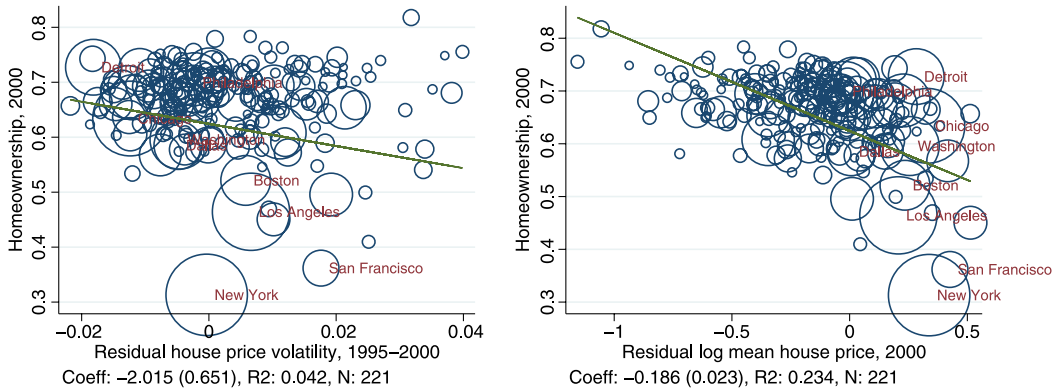 Homeownership, 2000
0.8
0.7
0.6
0.5
0.4
0.3
Detroit
Philadelphia
Chicago
Washington
Dallas
Boston
Los Angeles
San Francisco
New York
−0.02
0
0.02
0.04
Residual house price volatility, 1995−2000
Coeff: −2.015 (0.651), R2: 0.042, N: 221
Homeownership, 2000
0.8
0.7
0.6
0.5
0.4
0.3
Detroit
Philadelphia
Chicago
Washington
Dallas
Boston
Los Angeles
San Francisco
New York
−1
−0.5
0
0.5
Residual log mean house price, 2000
Coeff: −0.186 (0.023), R2: 0.234, N: 221